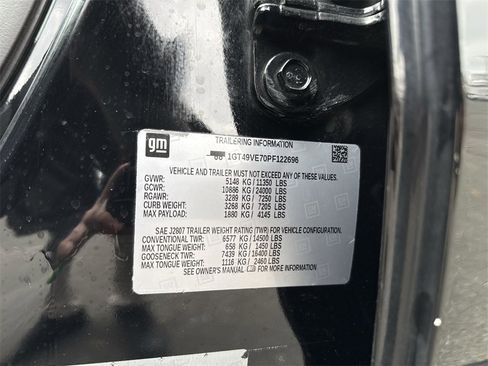 gm
TRAILERING INFORMATION
1GT49VE70PF122696
VEHICLE AND TRAILER MUST NOT EXCEED ANY OF THESE VALUES.
GVWR: 5148 KG / 11350 LBS
GCWR: 10886 KG / 24000 LBS
RGAWR: 3289 KG / 7250 LBS
CURB WEIGHT: 3268 KG / 7205 LBS
MAX PAYLOAD: 1880 KG / 4145 LBS
SAE J2807 TRAILER WEIGHT RATING (TWR) FOR VEHICLE CONFIGURATION.
CONVENTIONAL TWR: 6577 KG / 14500 LBS
MAX TONGUE WEIGHT: 658 KG / 1450 LBS
GOOSENECK TWR: 7439 KG / 16400 LBS
MAX TONGUE WEIGHT: 1116 KG / 2460 LBS
SEE OWNER'S MANUAL FOR MORE INFORMATION.